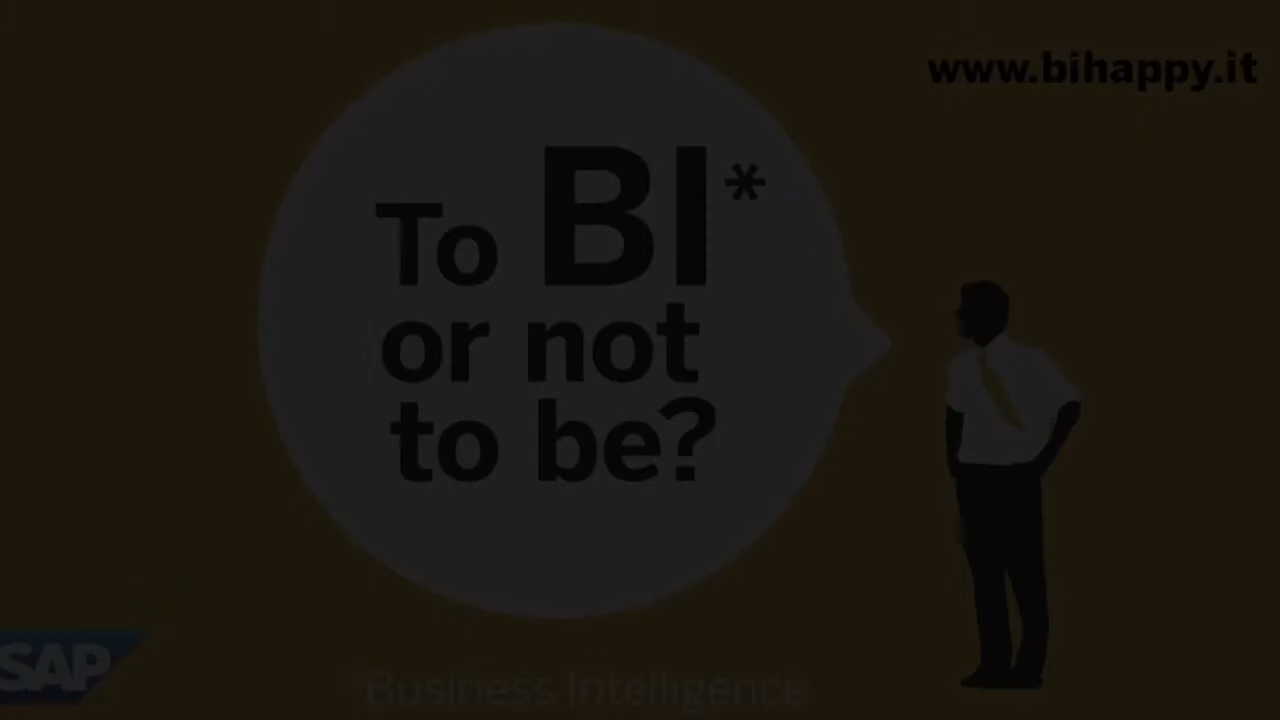 www.bihappy.it
To BI*
or not
to be?
SAP
*Business Intelligence